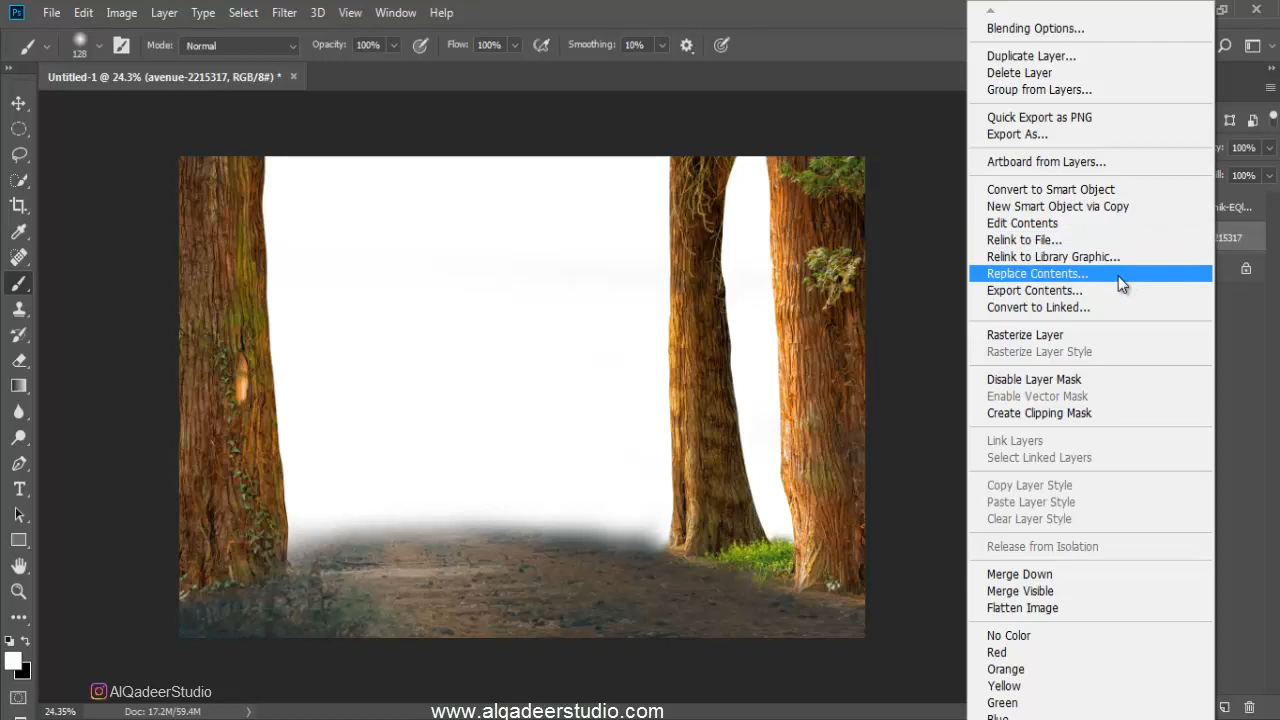 Ps File Edit Image Layer Type Select Filter 3D View Window Help
128 Mode: Normal Opacity: 100% Flow: 100% Smoothing: 10%
Untitled-1 @ 24.3% (avenue-2215317, RGB/8#) * ×
Blending Options...
Duplicate Layer...
Delete Layer
Group from Layers...
Quick Export as PNG
Export As...
Artboard from Layers...
Convert to Smart Object
New Smart Object via Copy
Edit Contents
Relink to File...
Relink to Library Graphic...
Replace Contents...
Export Contents...
Convert to Linked...
Rasterize Layer
Rasterize Layer Style
Disable Layer Mask
Enable Vector Mask
Create Clipping Mask
Link Layers
Select Linked Layers
Copy Layer Style
Paste Layer Style
Clear Layer Style
Release from Isolation
Merge Down
Merge Visible
Flatten Image
No Color
Red
Orange
Yellow
Green
Blue
100%
100%
15317
AlQadeerStudio
24.35% Doc: 17.2M/59.4M
www.alqadeerstudio.com